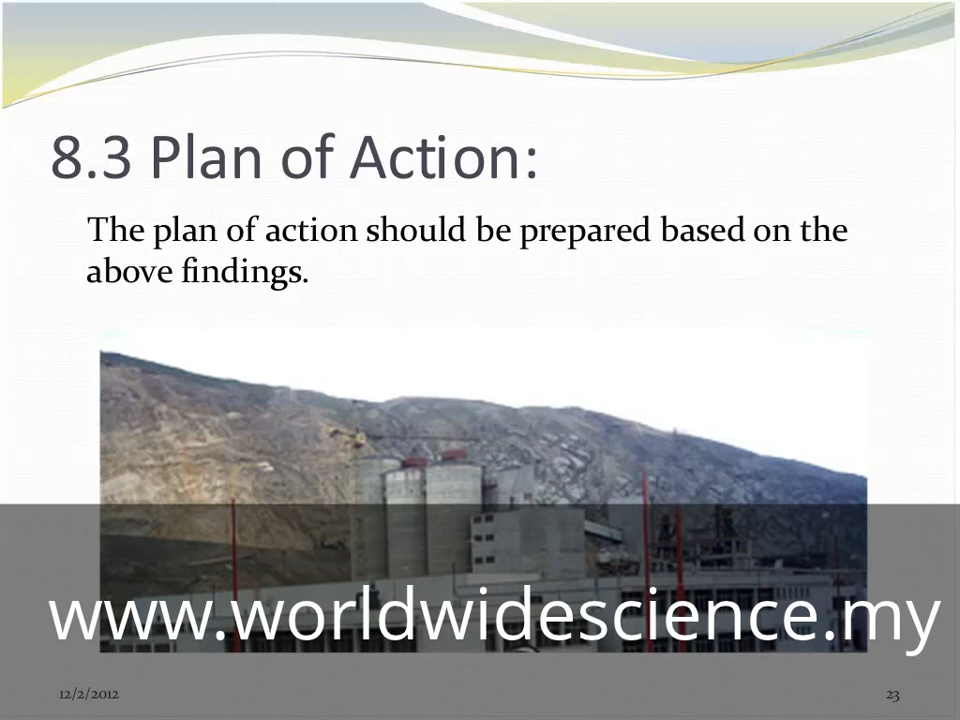 8.3 Plan of Action:
The plan of action should be prepared based on the
above findings.
www.worldwidescience.my
12/2/2012
23